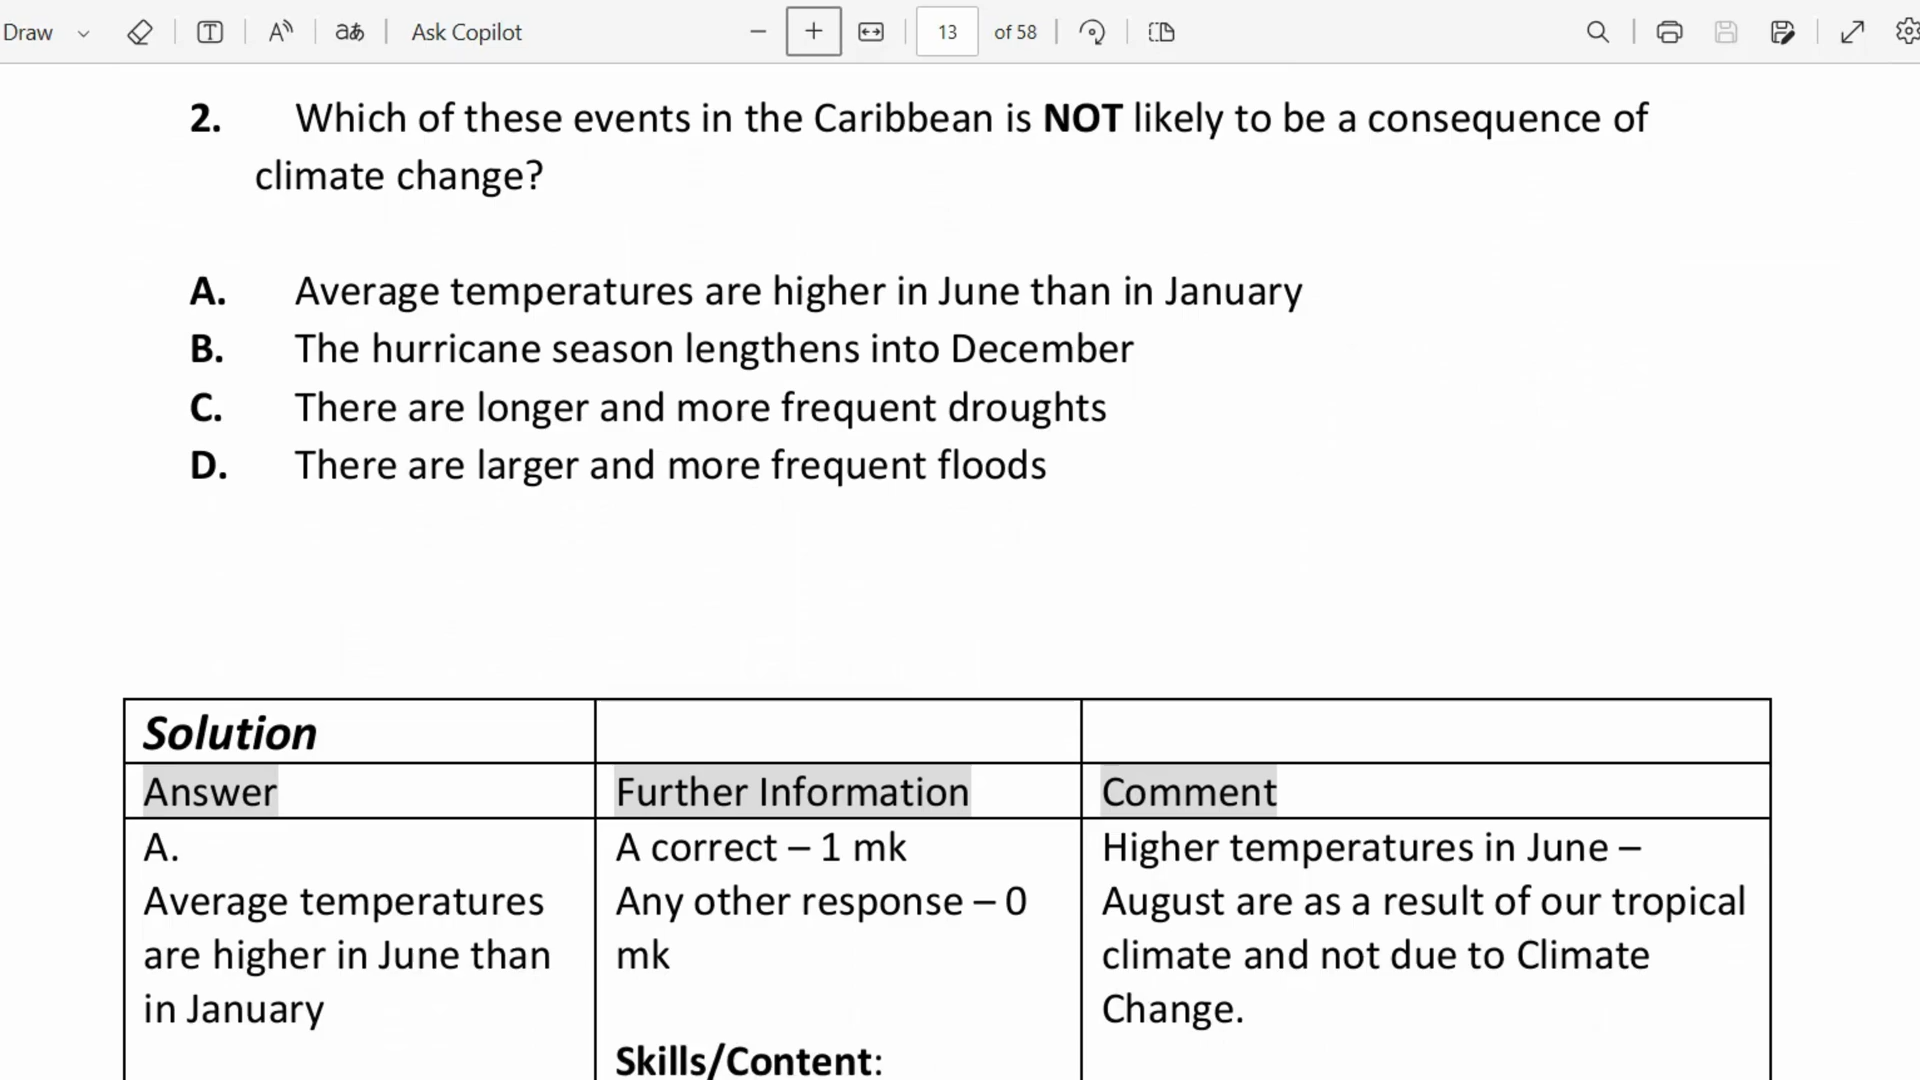 Draw Ask Copilot 13 of 58
2. Which of these events in the Caribbean is NOT likely to be a consequence of
climate change?
A. Average temperatures are higher in June than in January
B. The hurricane season lengthens into December
C. There are longer and more frequent droughts
D. There are larger and more frequent floods
Solution
Answer
Further Information
Comment
A.
Average temperatures
are higher in June than
in January
A correct – 1 mk
Any other response – 0
mk
Skills/Content:
Higher temperatures in June –
August are as a result of our tropical
climate and not due to Climate
Change.